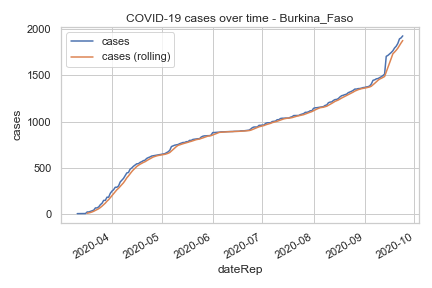 COVID-19 cases over time - Burkina_Faso
cases
cases (rolling)
2000
1500
1000
500
0
cases
2020-04
2020-05
2020-06
2020-07
2020-08
2020-09
2020-10
dateRep